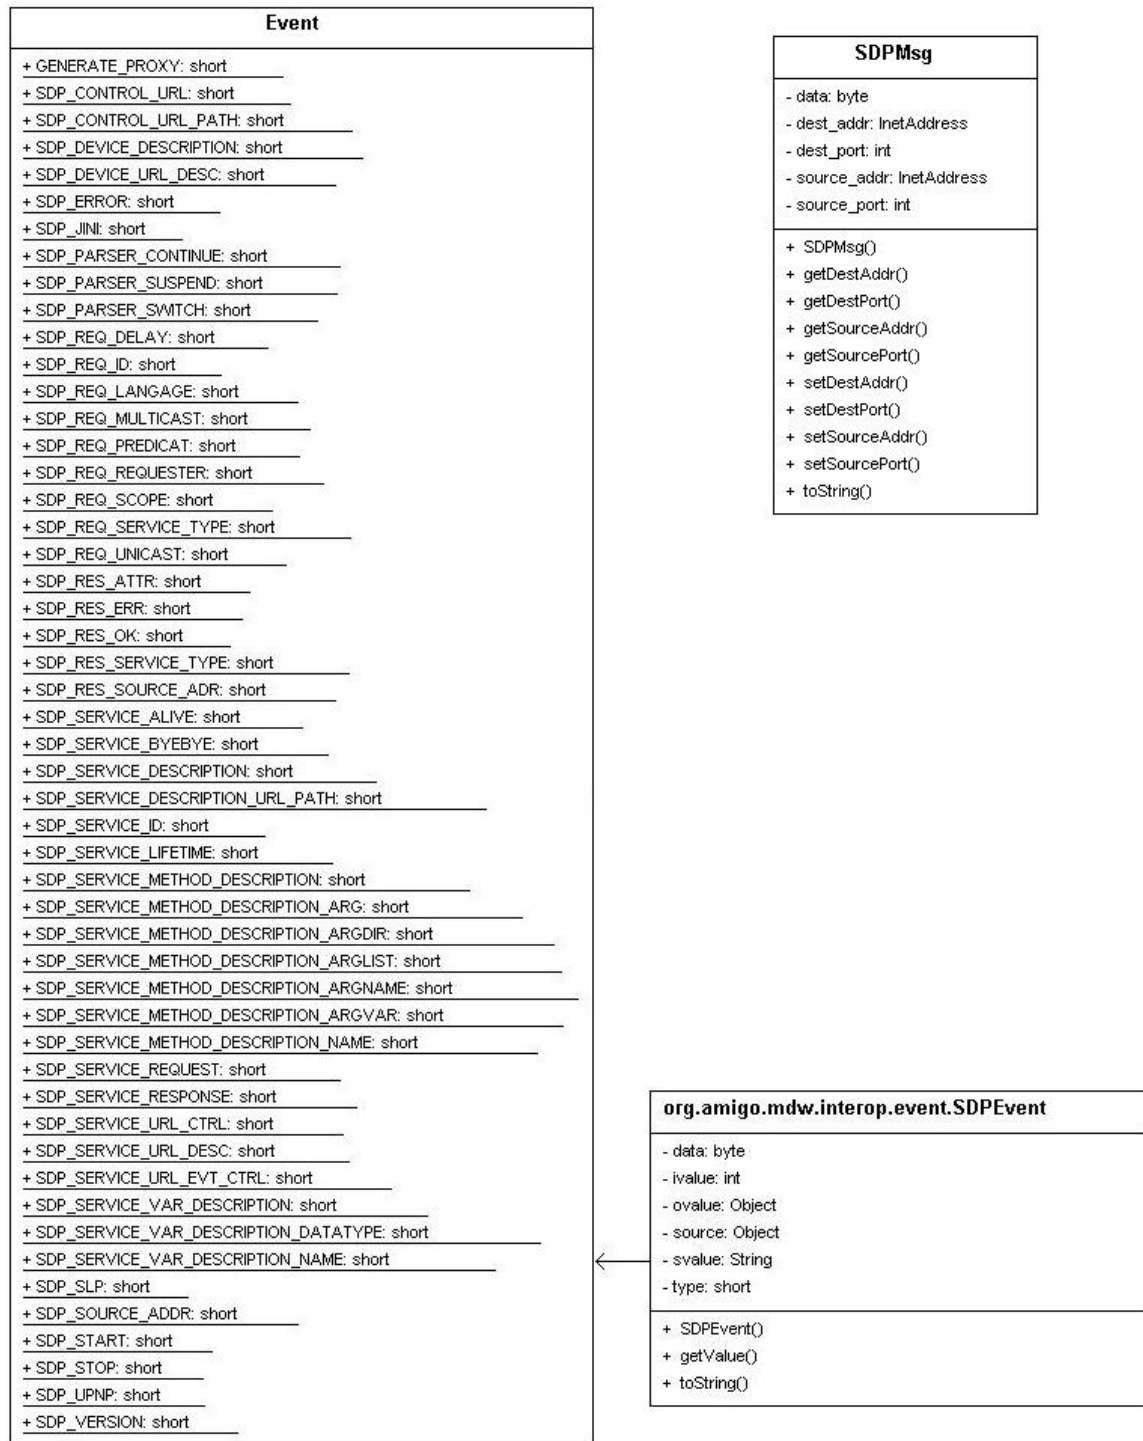 Event
+ GENERATE_PROXY: short
+ SDP_CONTROL_URL: short
+ SDP_CONTROL_URL_PATH: short
+ SDP_DEVICE_DESCRIPTION: short
+ SDP_DEVICE_URL_DESC: short
+ SDP_ERROR: short
+ SDP_JINI: short
+ SDP_PARSER_CONTINUE: short
+ SDP_PARSER_SUSPEND: short
+ SDP_PARSER_SWITCH: short
+ SDP_REQ_DELAY: short
+ SDP_REQ_ID: short
+ SDP_REQ_LANGAGE: short
+ SDP_REQ_MULTICAST: short
+ SDP_REQ_PREDICAT: short
+ SDP_REQ_REQUESTER: short
+ SDP_REQ_SCOPE: short
+ SDP_REQ_SERVICE_TYPE: short
+ SDP_REQ_UNICAST: short
+ SDP_RES_ATTR: short
+ SDP_RES_ERR: short
+ SDP_RES_OK: short
+ SDP_RES_SERVICE_TYPE: short
+ SDP_RES_SOURCE_ADR: short
+ SDP_SERVICE_ALIVE: short
+ SDP_SERVICE_BYEBYE: short
+ SDP_SERVICE_DESCRIPTION: short
+ SDP_SERVICE_DESCRIPTION_URL_PATH: short
+ SDP_SERVICE_ID: short
+ SDP_SERVICE_LIFETIME: short
+ SDP_SERVICE_METHOD_DESCRIPTION: short
+ SDP_SERVICE_METHOD_DESCRIPTION_ARG: short
+ SDP_SERVICE_METHOD_DESCRIPTION_ARGDIR: short
+ SDP_SERVICE_METHOD_DESCRIPTION_ARGLIST: short
+ SDP_SERVICE_METHOD_DESCRIPTION_ARGNAME: short
+ SDP_SERVICE_METHOD_DESCRIPTION_ARGVAR: short
+ SDP_SERVICE_METHOD_DESCRIPTION_NAME: short
+ SDP_SERVICE_REQUEST: short
+ SDP_SERVICE_RESPONSE: short
+ SDP_SERVICE_URL_CTRL: short
+ SDP_SERVICE_URL_DESC: short
+ SDP_SERVICE_URL_EVT_CTRL: short
+ SDP_SERVICE_VAR_DESCRIPTION: short
+ SDP_SERVICE_VAR_DESCRIPTION_DATATYPE: short
+ SDP_SERVICE_VAR_DESCRIPTION_NAME: short
+ SDP_SLP: short
+ SDP_SOURCE_ADDR: short
+ SDP_START: short
+ SDP_STOP: short
+ SDP_UPNP: short
+ SDP_VERSION: short
SDPMsg
- data: byte
- dest_addr: InetAddress
- dest_port: int
- source_addr: InetAddress
- source_port: int
+ SDPMsg()
+ getDestAddr()
+ getDestPort()
+ getSourceAddr()
+ getSourcePort()
+ setDestAddr()
+ setDestPort()
+ setSourceAddr()
+ setSourcePort()
+ toString()
org.amigo.mdw.interop.event.SDPEvent
- data: byte
- ivalue: int
- ovalue: Object
- source: Object
- svalue: String
- type: short
+ SDPEvent()
+ getValue()
+ toString()